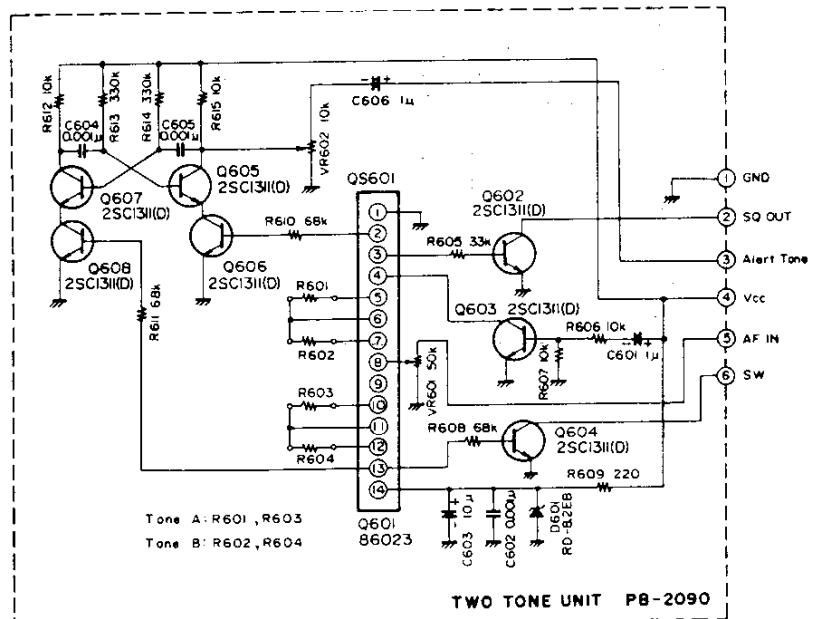 R612 10k
R613 330k
R614 330k
R615 10k
C604
0.001μ
C605
0.001μ
VR602 10k
C606 1μ
Q607
2SC1311(D)
Q605
2SC1311(D)
Q608
2SC1311(D)
Q606
2SC1311(D)
R610 68k
R611 68k
QS601
1
2
3
4
5
6
7
8
9
10
11
12
13
14
Q601
86023
R601
R602
R603
R604
Q602
2SC1311(D)
R605 33k
Q603 2SC1311(D)
R606 10k
R607 10k
C601 1μ
VR601 50k
R608 68k
Q604
2SC1311(D)
R609 220
C603 10μ
C602 0.001μ
D601
RD-8.2EB
1 GND
2 SQ OUT
3 Alert Tone
4 Vcc
5 AF IN
6 SW
Tone A:R601,R603
Tone B:R602,R604
TWO TONE UNIT PB-2090